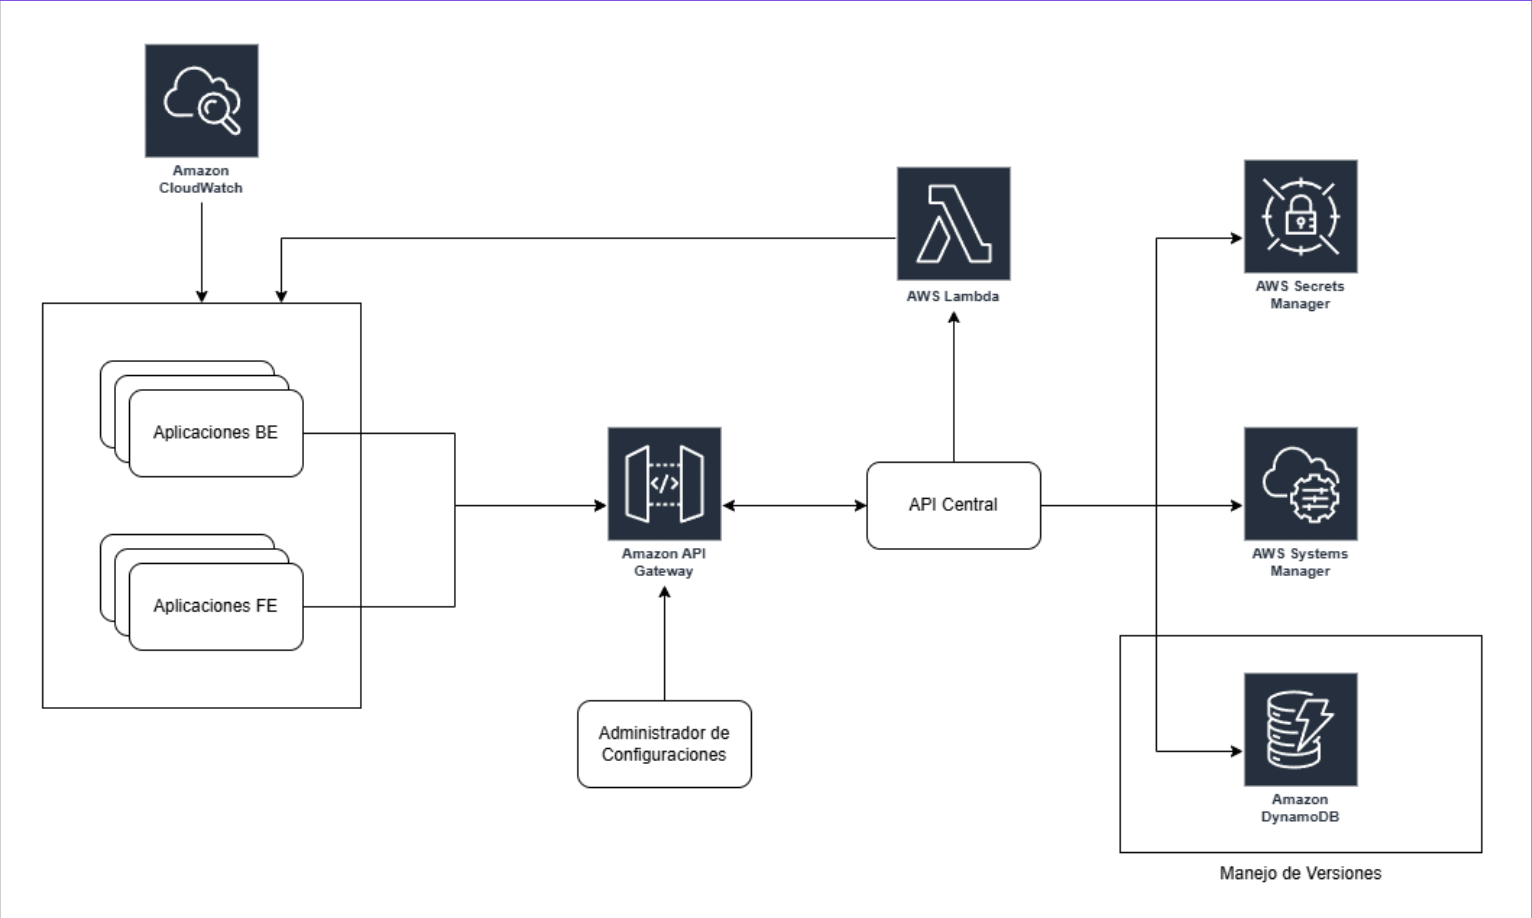 Amazon
CloudWatch
AWS Lambda
AWS Secrets
Manager
Aplicaciones BE
</>
Amazon API
Gateway
API Central
AWS Systems
Manager
Aplicaciones FE
Administrador de
Configuraciones
Amazon
DynamoDB
Manejo de Versiones